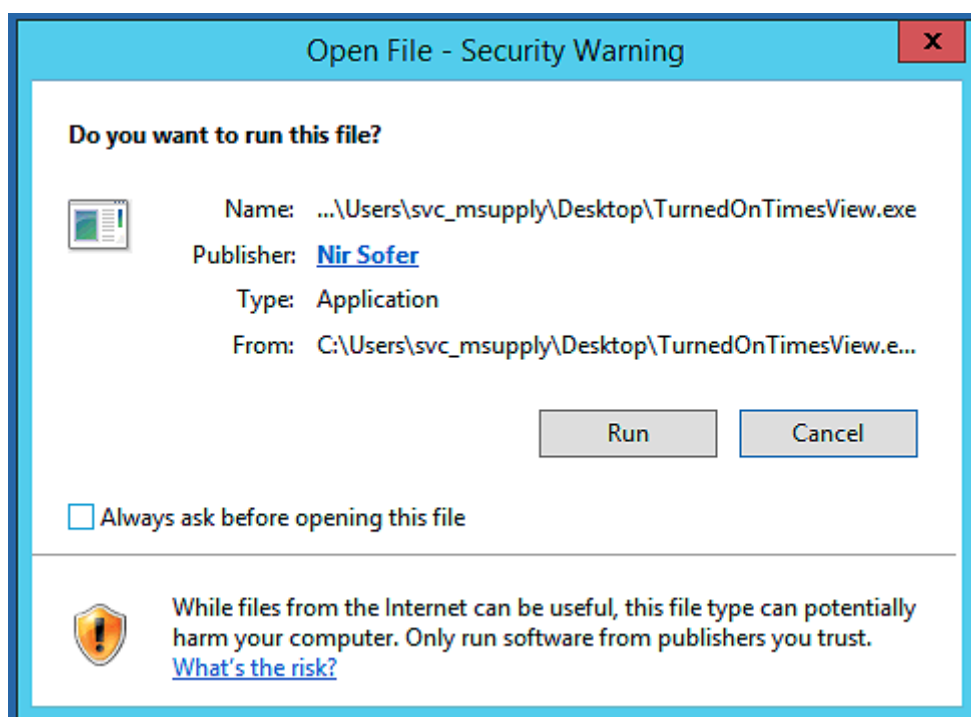 Open File - Security Warning
x
Do you want to run this file?
Name: ...\Users\svc_msupply\Desktop\TurnedOnTimesView.exe
Publisher: Nir Sofer
Type: Application
From: C:\Users\svc_msupply\Desktop\TurnedOnTimesView.e...
Run Cancel
Always ask before opening this file
While files from the Internet can be useful, this file type can potentially
harm your computer. Only run software from publishers you trust.
What's the risk?